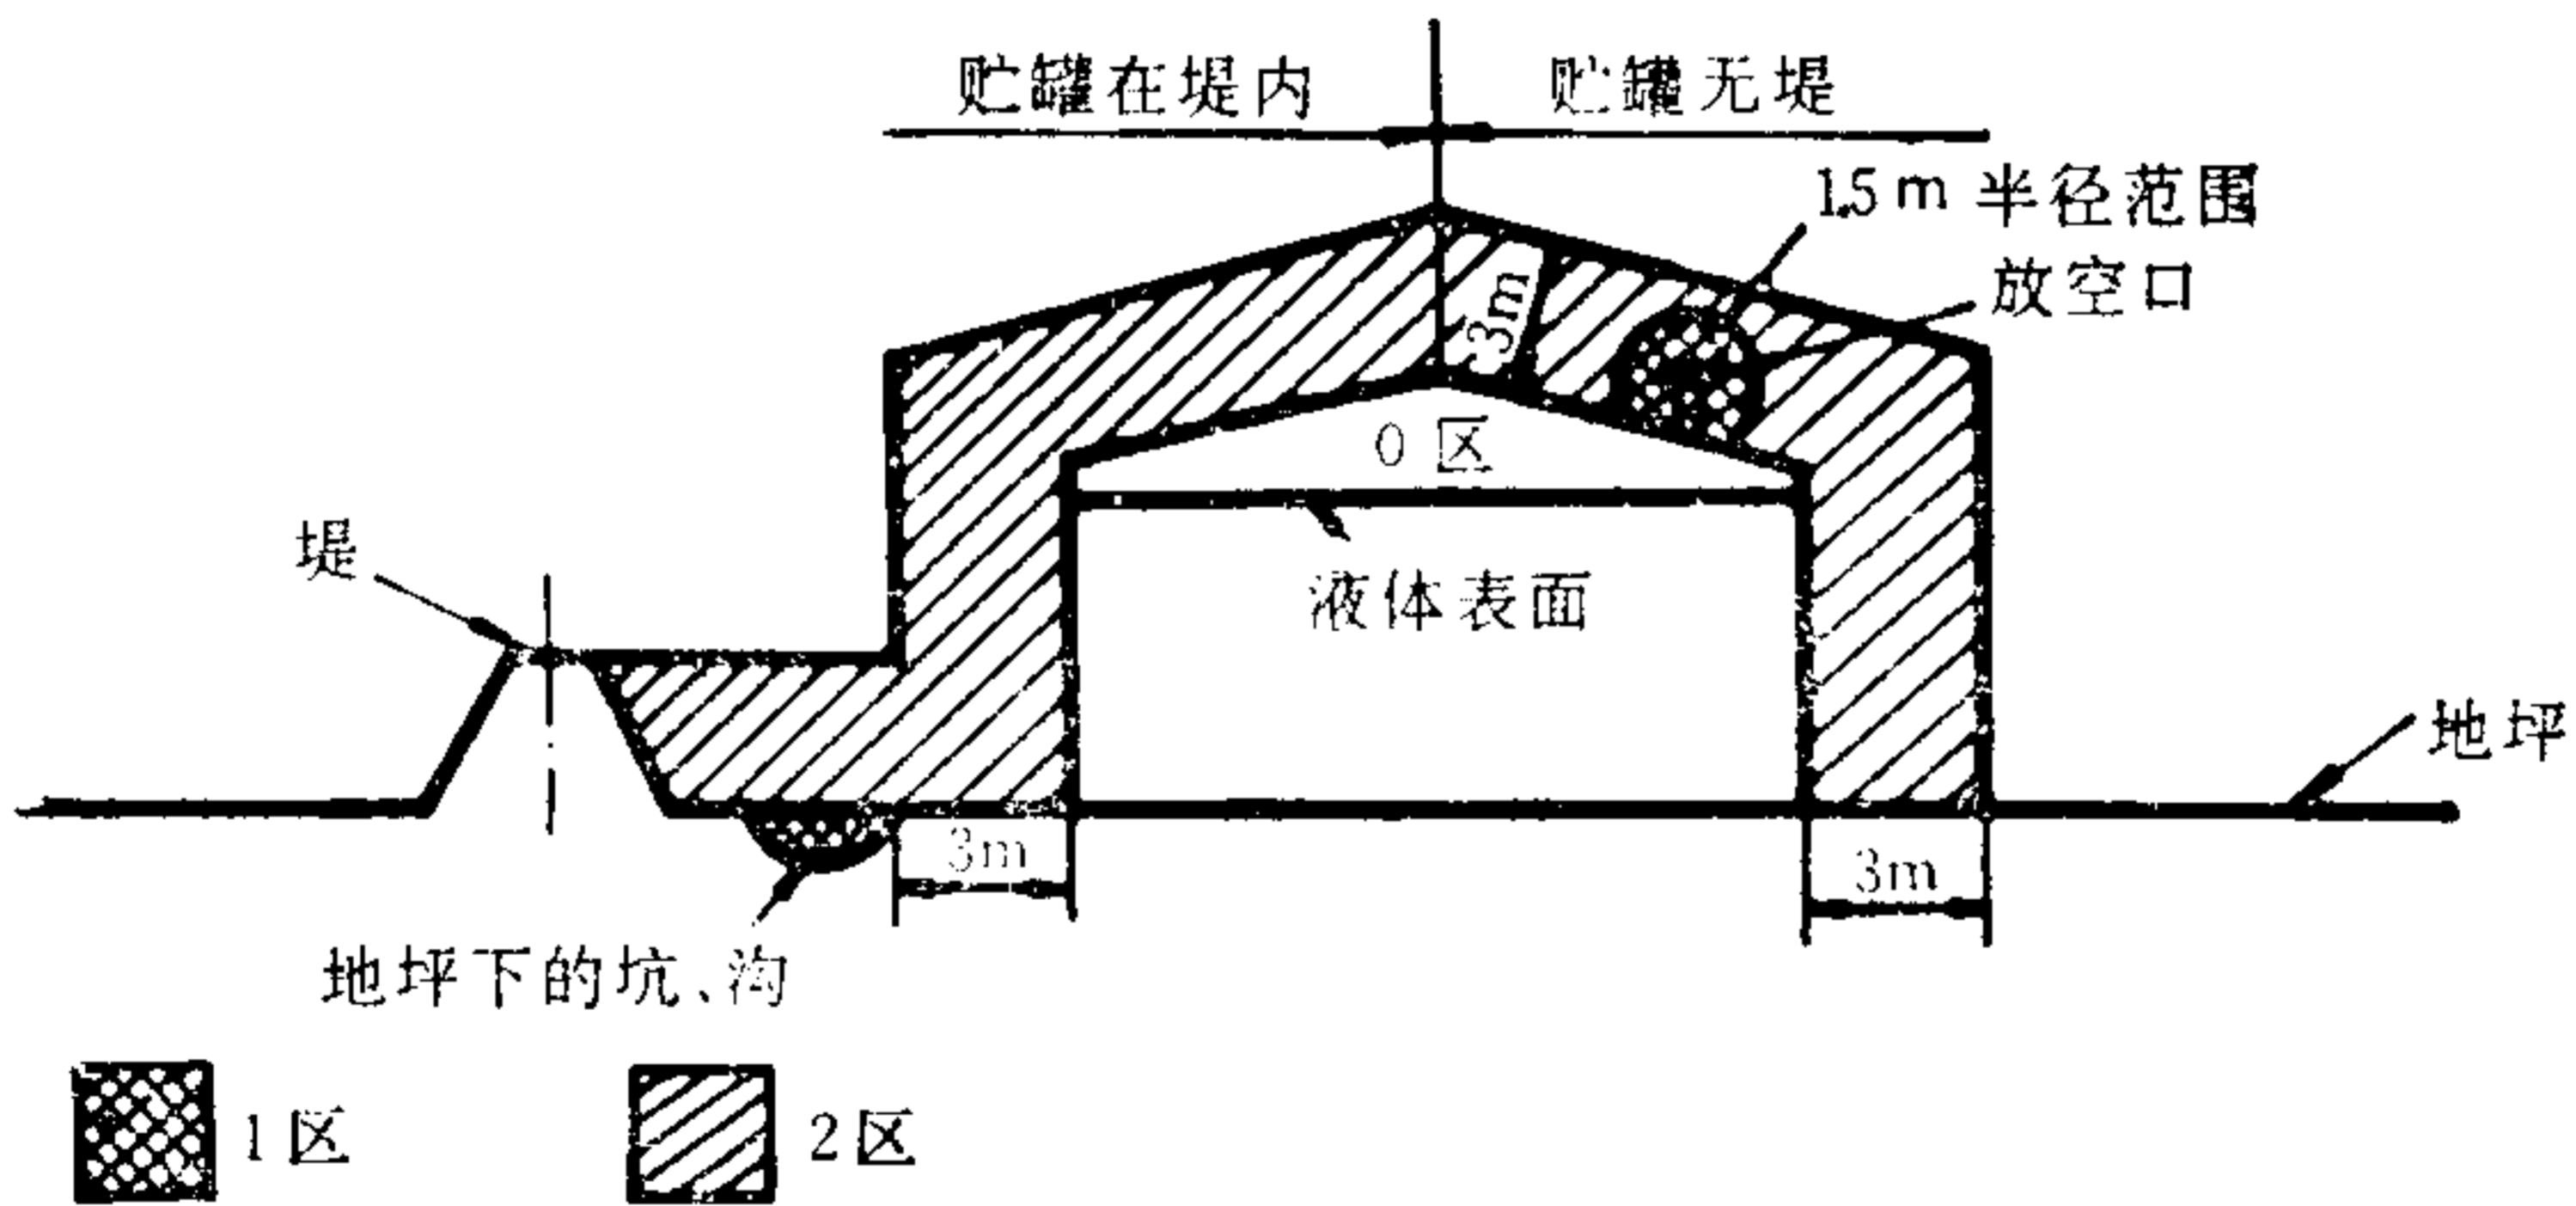 贮罐在堤内
贮罐无堤
1.5m 半径范围
放空口
3m
0区
堤
液体表面
地坪
3m
3m
地坪下的坑、沟
1区
2区